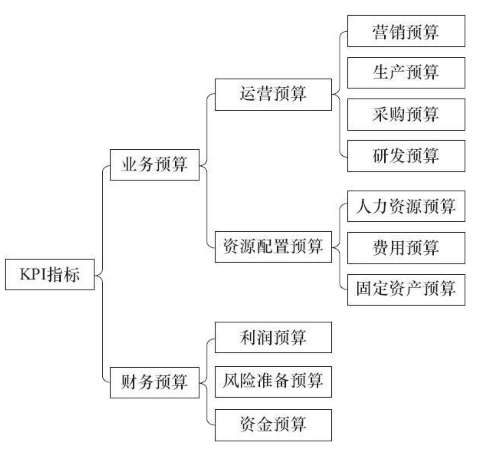 KPI指标
业务预算
运营预算
营销预算
生产预算
采购预算
研发预算
资源配置预算
人力资源预算
费用预算
固定资产预算
财务预算
利润预算
风险准备预算
资金预算